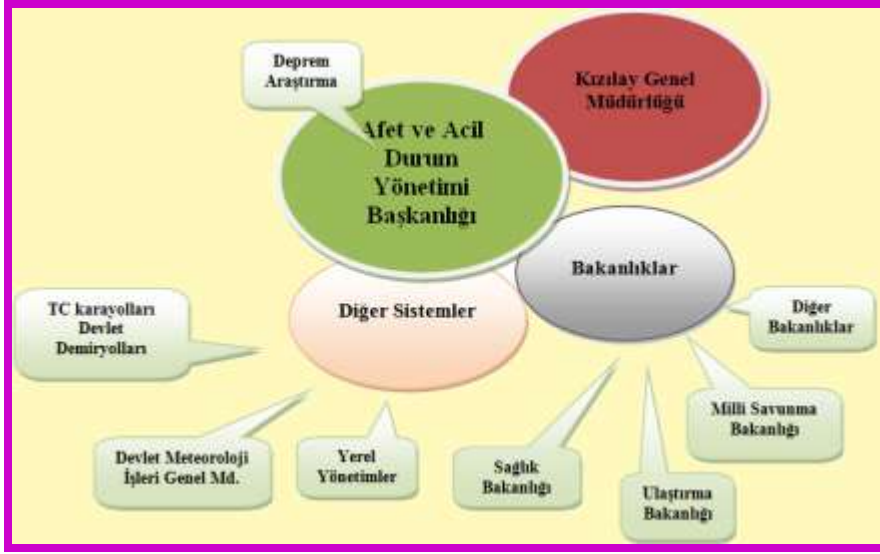 Deprem
Araştırma
Kızılay Genel
Müdürlüğü
Afet ve Acil
Durum
Yönetimi
Başkanlığı
Bakanlıklar
Diğer Sistemler
TC karayolları
Devlet
Demiryolları
Diğer
Bakanlıklar
Milli Savunma
Bakanlığı
Devlet Meteoroloji
İşleri Genel Md.
Yerel
Yönetimler
Sağlık
Bakanlığı
Ulaştırma
Bakanlığı